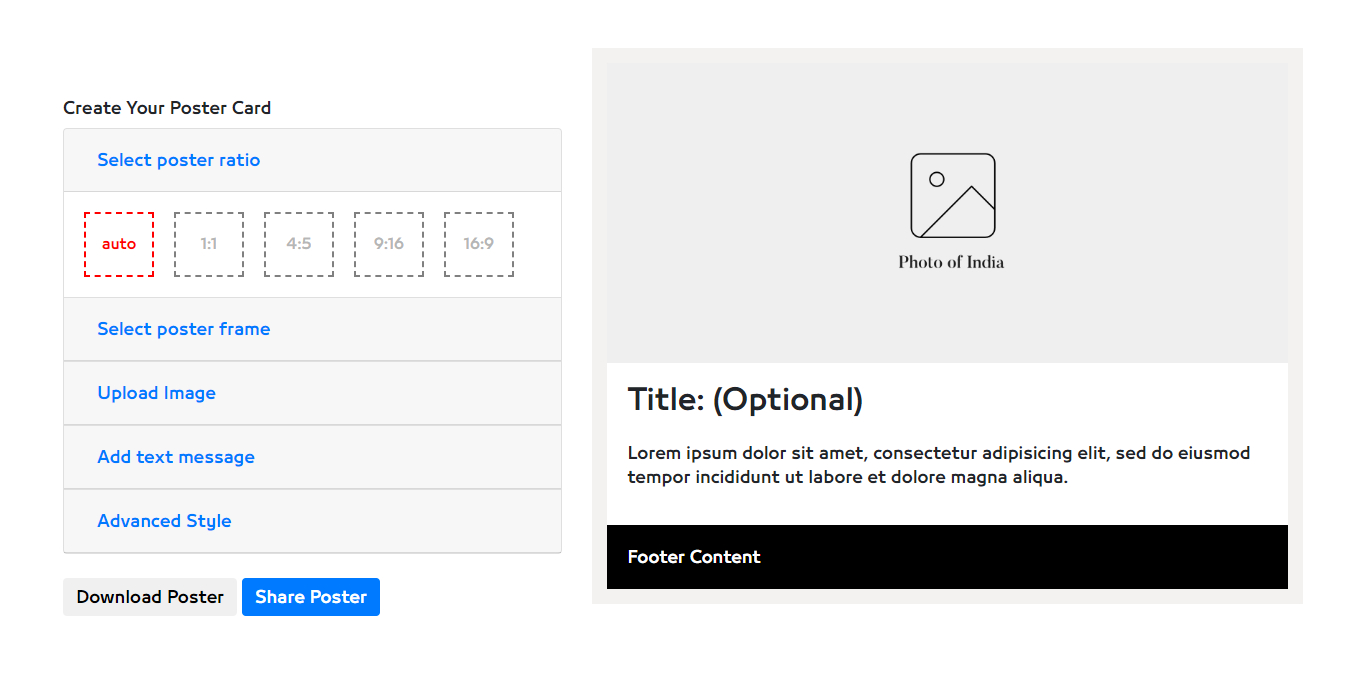 Create Your Poster Card
Select poster ratio
auto
1:1
4:5
9:16
16:9
Select poster frame
Upload Image
Add text message
Advanced Style
Download Poster
Share Poster
Photo of India
Title: (Optional)
Lorem ipsum dolor sit amet, consectetur adipisicing elit, sed do eiusmod
tempor incididunt ut labore et dolore magna aliqua.
Footer Content